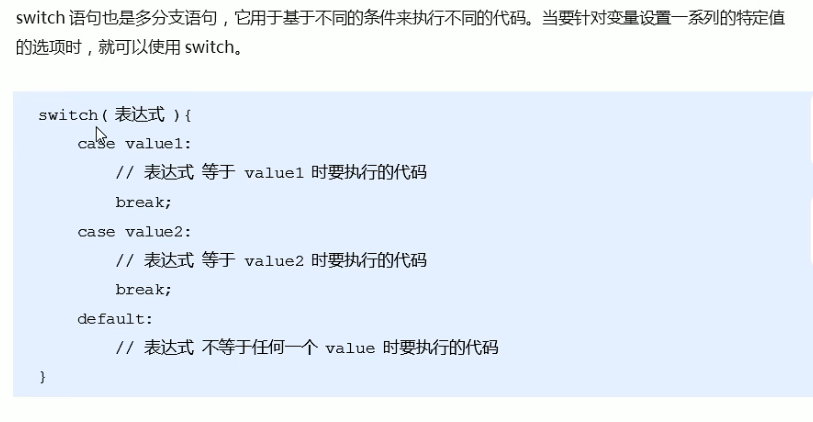 switch 语句也是多分支语句，它用于基于不同的条件来执行不同的代码。当要针对变量设置一系列的特定值
的选项时，就可以使用 switch。
switch( 表达式 ){
    case value1:
        // 表达式 等于 value1 时要执行的代码
        break;
    case value2:
        // 表达式 等于 value2 时要执行的代码
        break;
    default:
        // 表达式 不等于任何一个 value 时要执行的代码
}